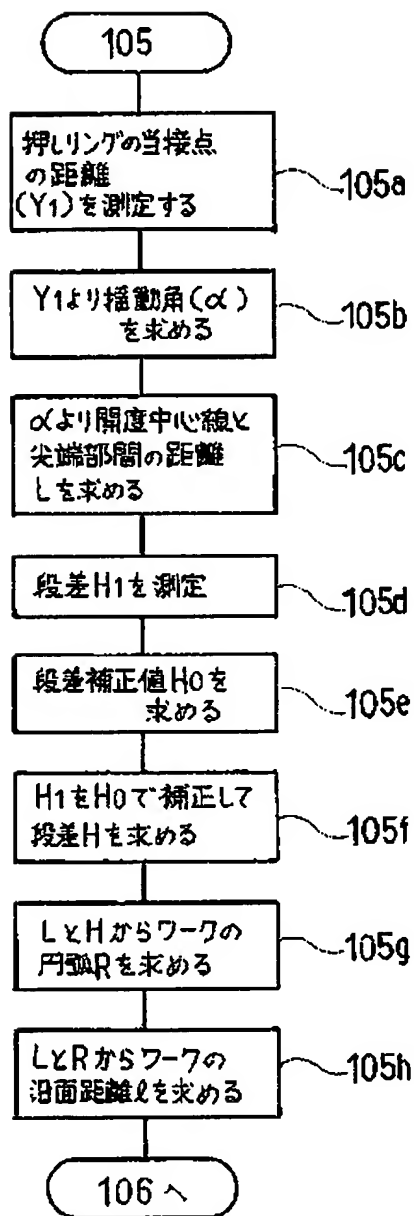 105
押しリングの当接点
の距離
(Y1)を測定する
105a
Y1より揺動角(α)
を求める
105b
αより開度中心線と
尖端部間の距離
Lを求める
105c
段差H1を測定
105d
段差補正値H0を
求める
105e
H1をH0で補正して
段差Hを求める
105f
LとHからワークの
円弧Rを求める
105g
LとRからワークの
沿面距離ℓを求める
105h
106へ